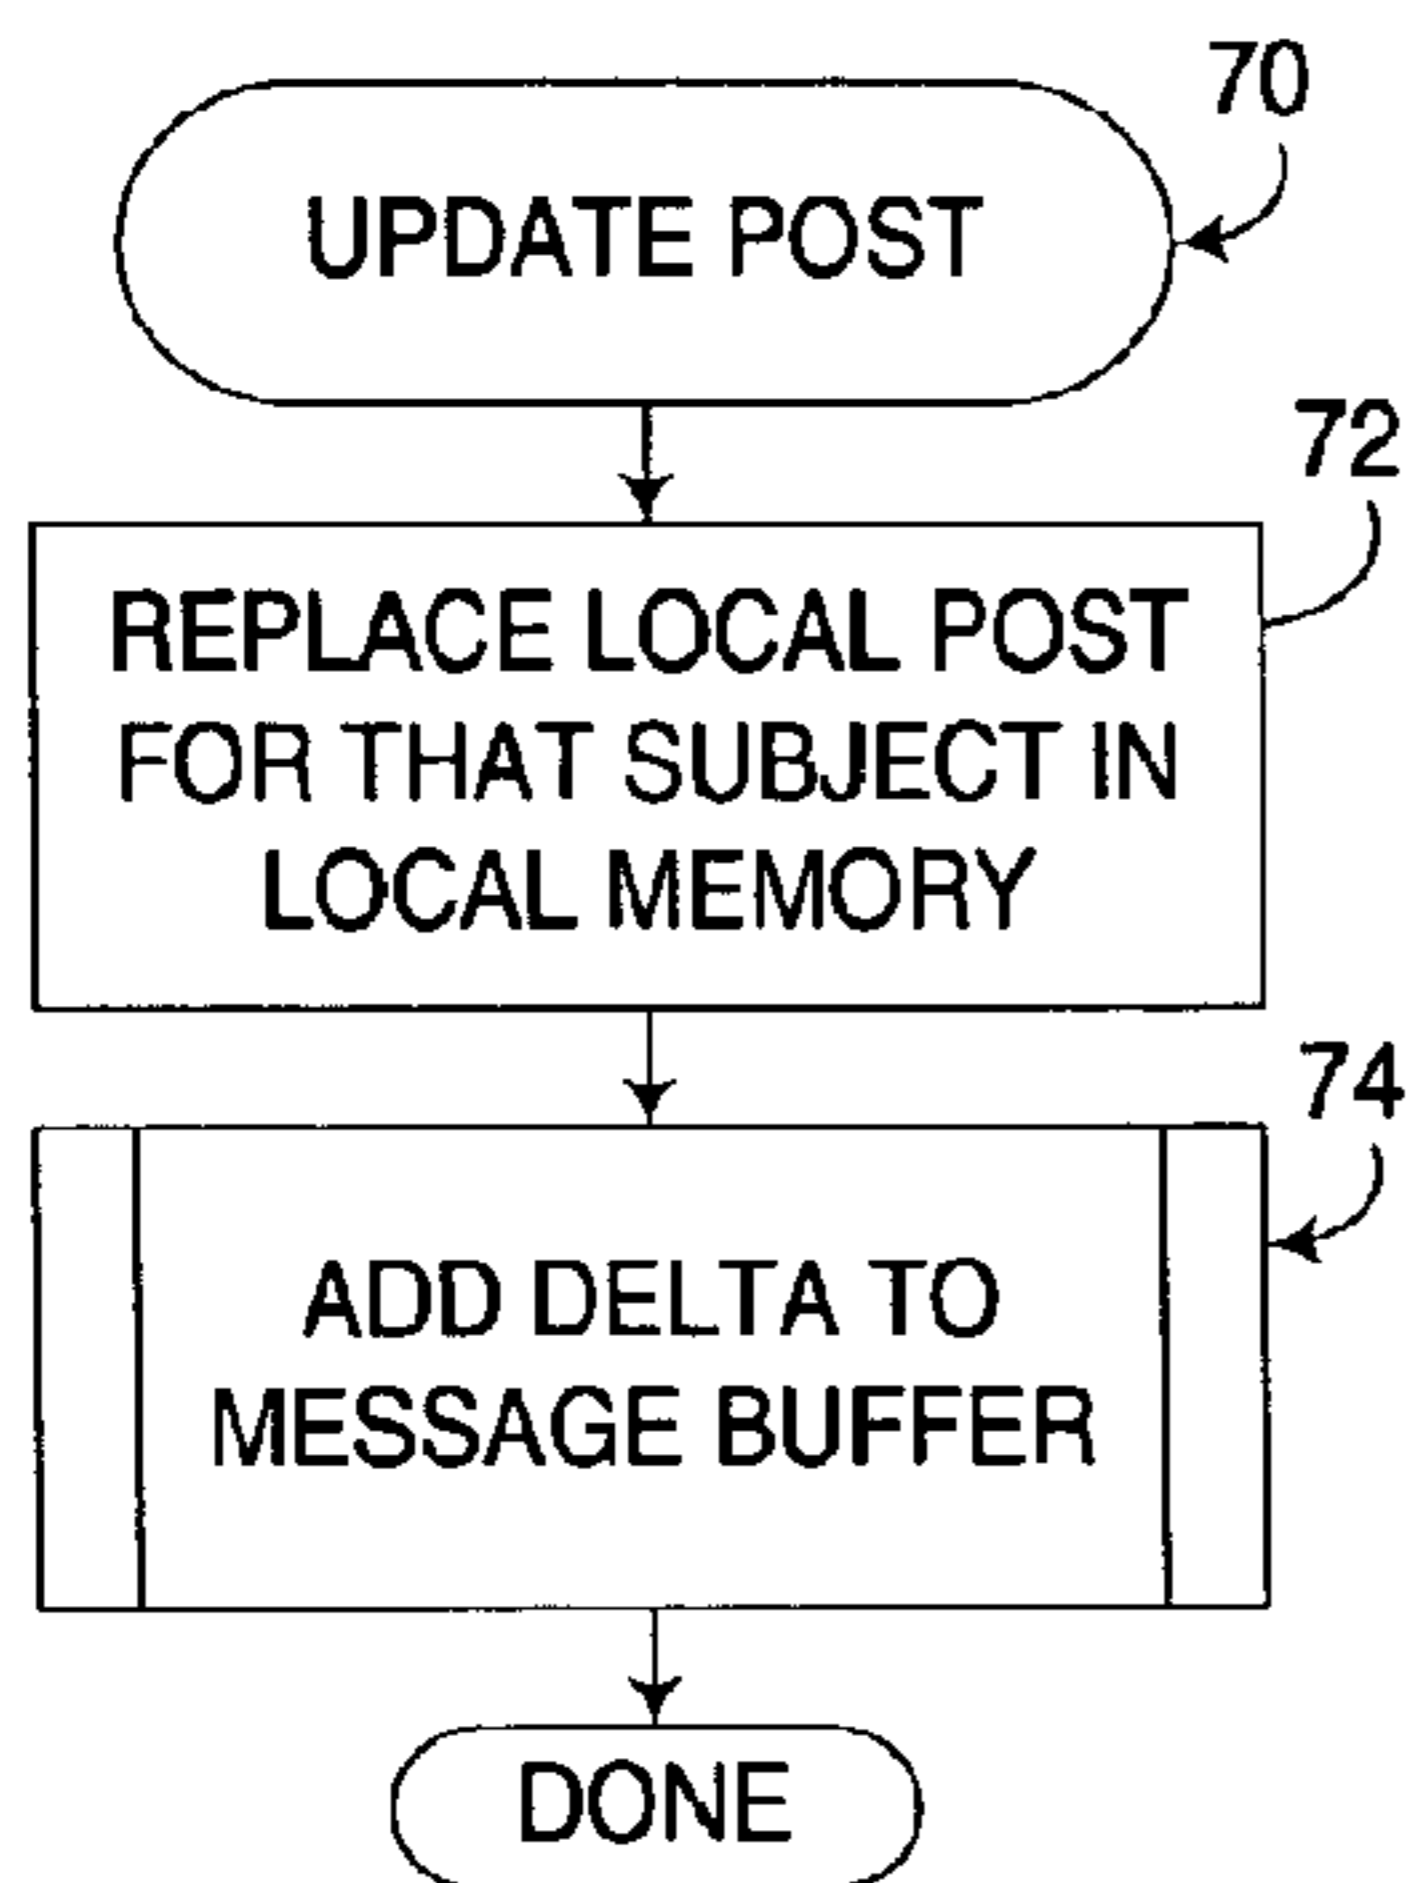 70
UPDATE POST
72
REPLACE LOCAL POST
FOR THAT SUBJECT IN
LOCAL MEMORY
74
ADD DELTA TO
MESSAGE BUFFER
DONE